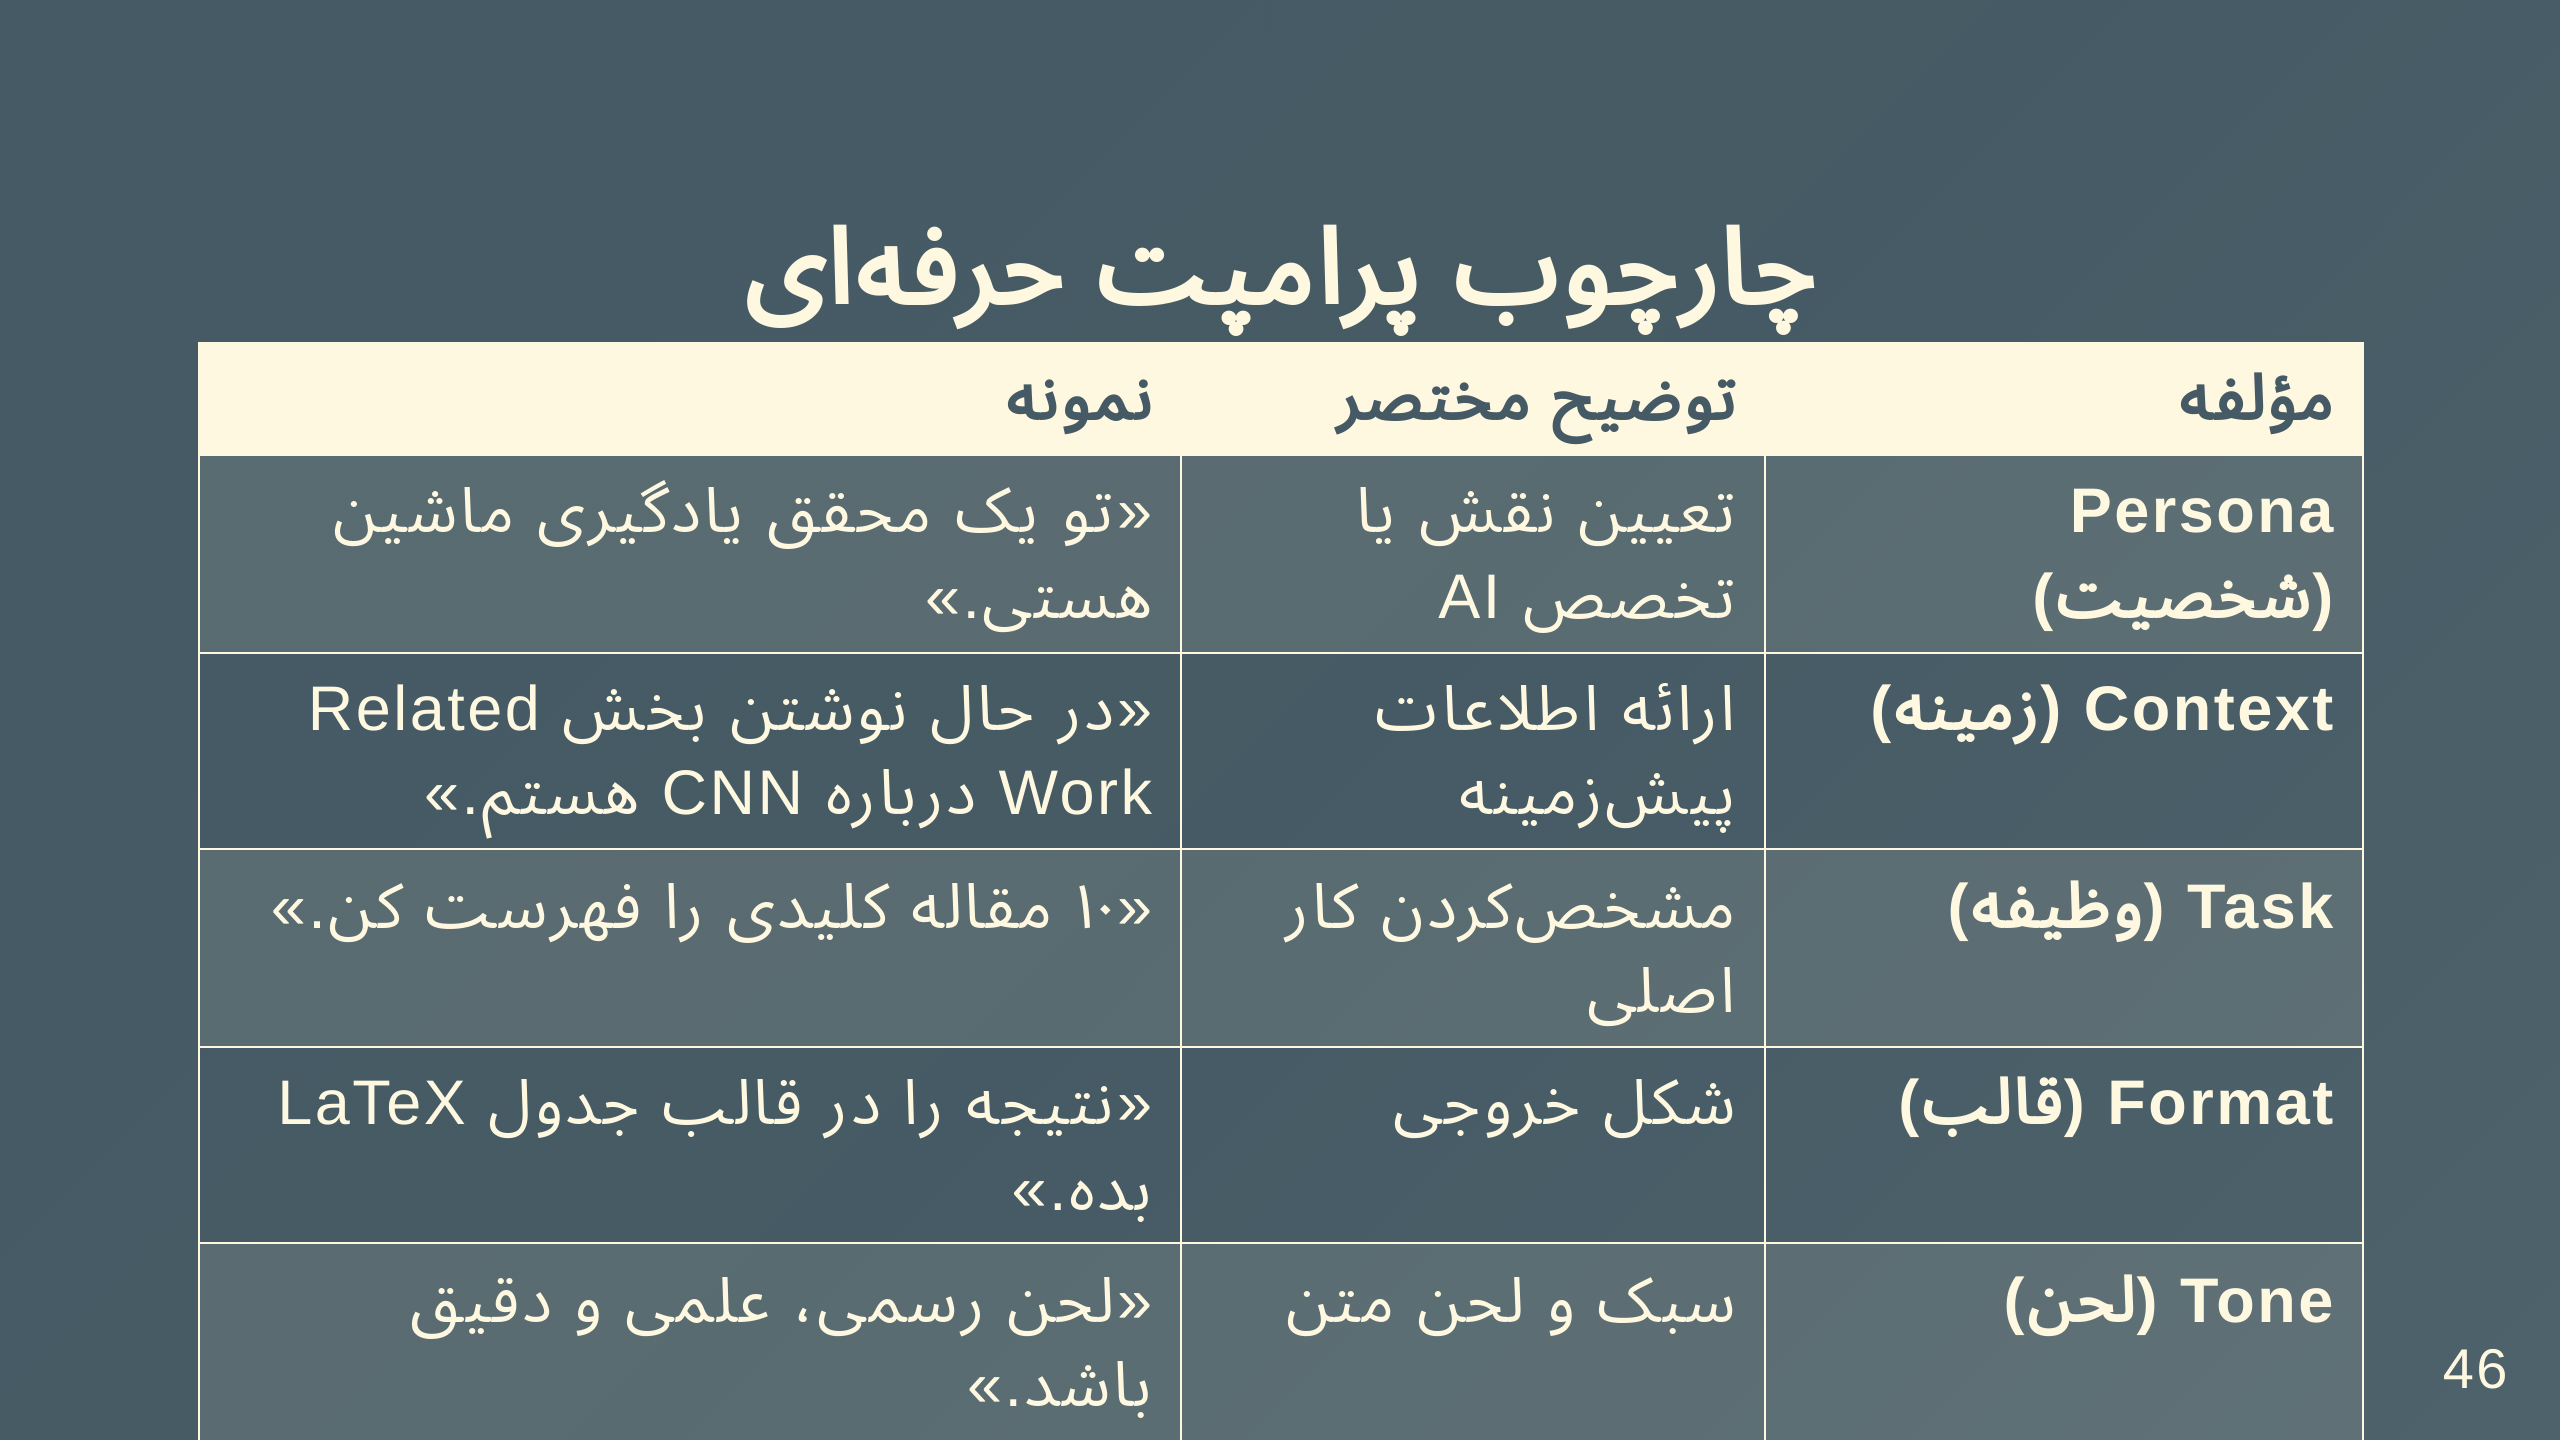 چارچوب پرامپت حرفه‌ای
مؤلفه
توضیح مختصر
نمونه
Persona
(شخصیت)
تعیین نقش یا
تخصص AI
«تو یک محقق یادگیری ماشین
هستی.»
Context (زمینه)
ارائه اطلاعات
پیش‌زمینه
«در حال نوشتن بخش Related
Work درباره CNN هستم.»
Task (وظیفه)
مشخص‌کردن کار
اصلی
«۱۰ مقاله کلیدی را فهرست کن.»
Format (قالب)
شکل خروجی
«نتیجه را در قالب جدول LaTeX
بده.»
Tone (لحن)
سبک و لحن متن
«لحن رسمی، علمی و دقیق
باشد.»
46